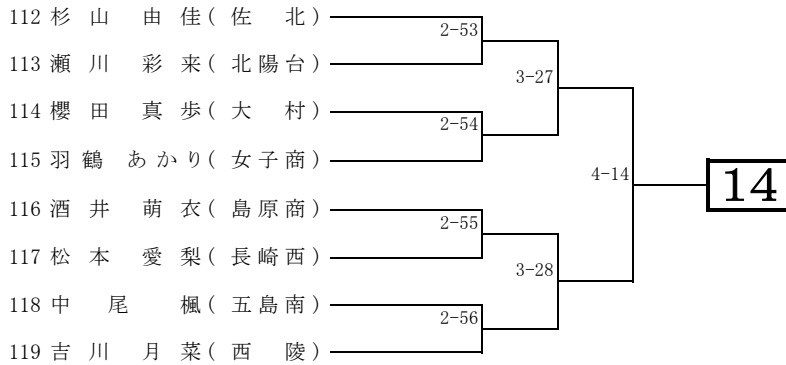 112 杉山 由佳(佐北)
2-53
113 瀬川 彩来(北陽台)
3-27
114 櫻田 真歩(大村)
2-54
115 羽鶴 あかり(女子商)
4-14
14
116 酒井 萌衣(島原商)
2-55
117 松本 愛梨(長崎西)
3-28
118 中尾 楓(五島南)
2-56
119 吉川 月菜(西陵)